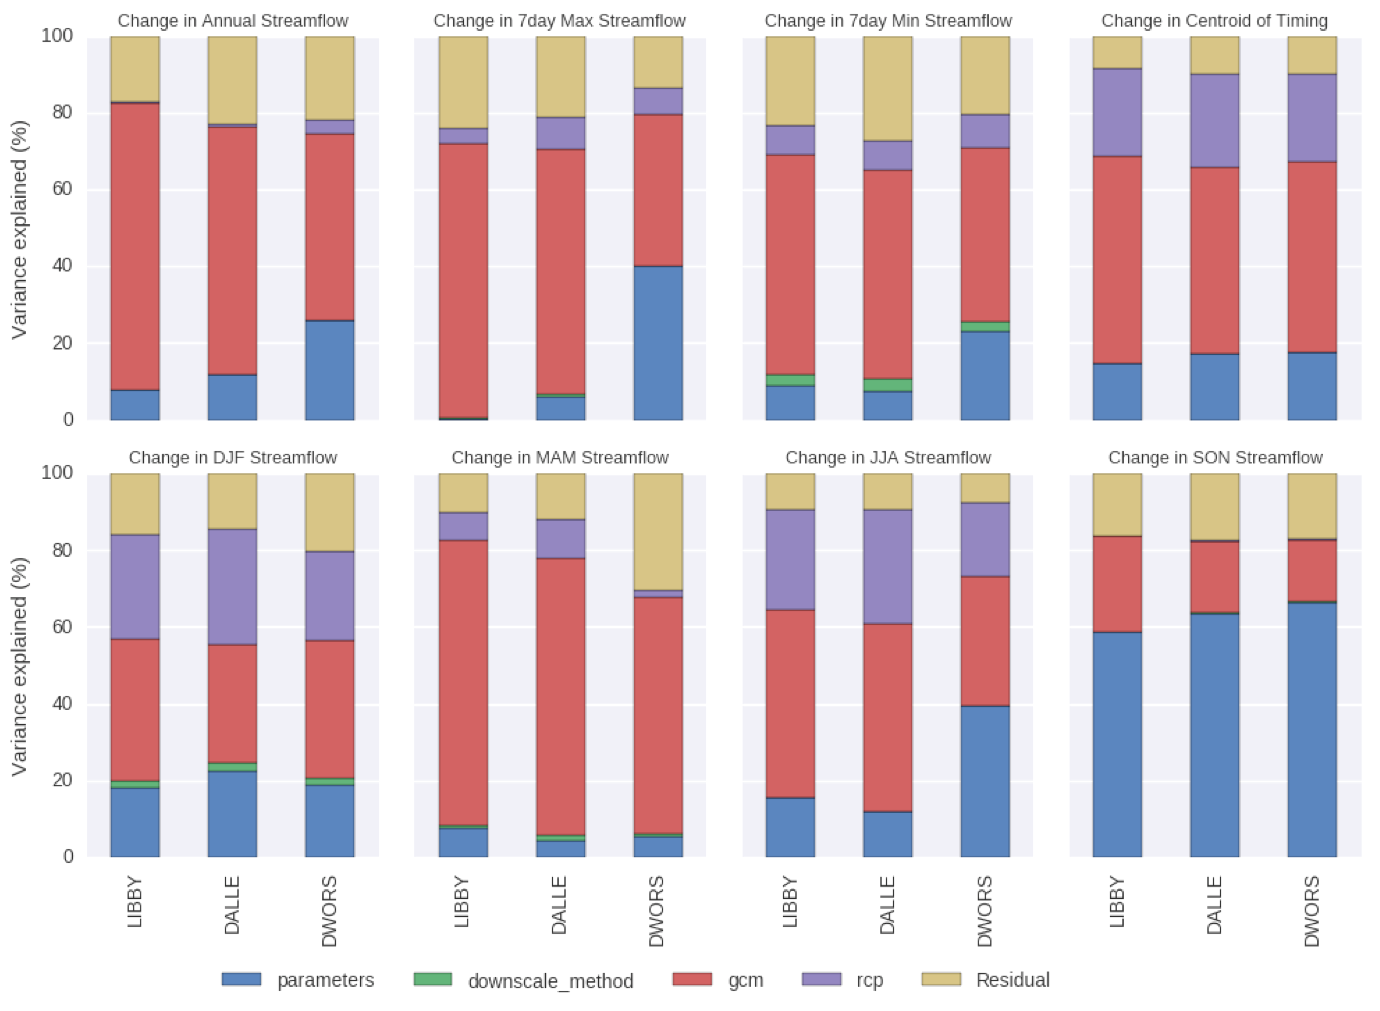 Change in Annual Streamflow
Change in 7day Max Streamflow
Change in 7day Min Streamflow
Change in Centroid of Timing
Variance explained (%)
100
80
60
40
20
0
Change in DJF Streamflow
Change in MAM Streamflow
Change in JJA Streamflow
Change in SON Streamflow
Variance explained (%)
100
80
60
40
20
0
LIBBY
DALLE
DWORS
LIBBY
DALLE
DWORS
LIBBY
DALLE
DWORS
LIBBY
DALLE
DWORS
parameters
downscale_method
gcm
rcp
Residual